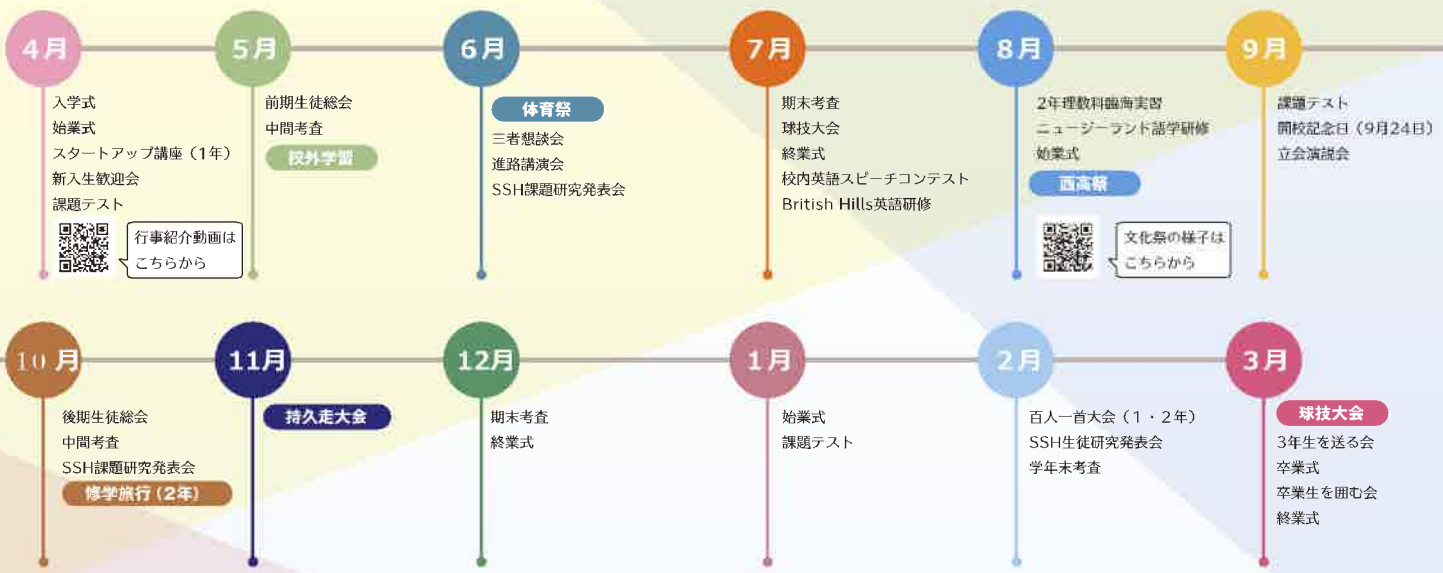 4月
入学式
始業式
スタートアップ講座（1年）
新入生歓迎会
課題テスト
行事紹介動画は
こちらから
5月
前期生徒総会
中間考査
校外学習
6月
体育祭
三者懇談会
進路講演会
SSH課題研究発表会
7月
期末考査
球技大会
終業式
校内英語スピーチコンテスト
British Hills英語研修
8月
2年理数科臨海実習
ニュージーランド語学研修
始業式
西高祭
文化祭の様子は
こちらから
9月
課題テスト
開校記念日（9月24日）
立会演説会
10月
後期生徒総会
中間考査
SSH課題研究発表会
修学旅行（2年）
11月
持久走大会
12月
期末考査
終業式
1月
始業式
課題テスト
2月
百人一首大会（1・2年）
SSH生徒研究発表会
学年末考査
3月
球技大会
3年生を送る会
卒業式
卒業生を囲む会
終業式